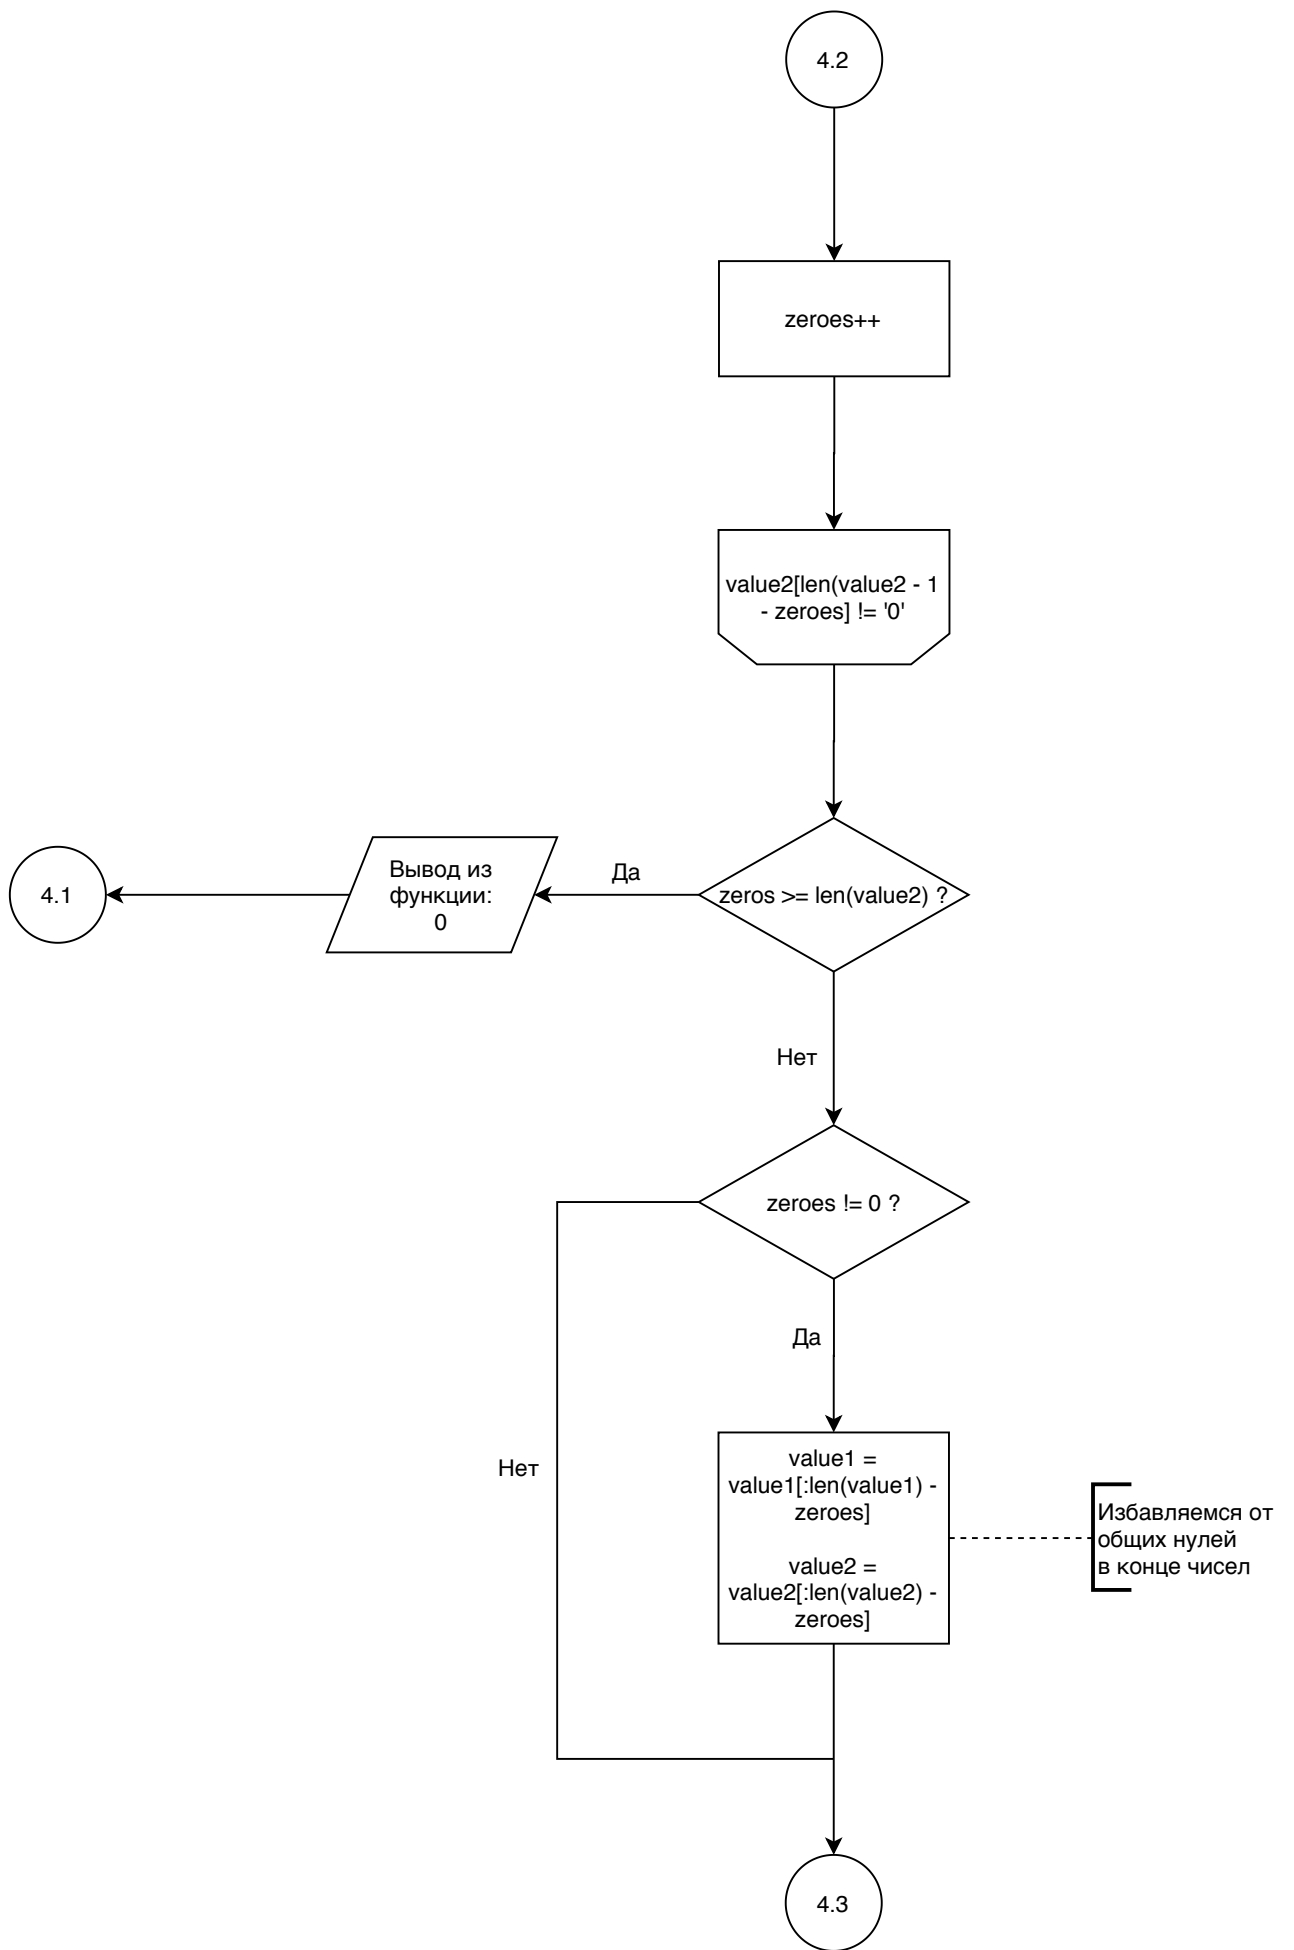 4.2
zeroes++
value2[len(value2 - 1
- zeroes] != '0'
4.1
Вывод из
функции:
0
Да
zeros >= len(value2) ?
Нет
zeroes != 0 ?
Да
Нет
value1 =
value1[:len(value1) -
zeroes]
value2 =
value2[:len(value2) -
zeroes]
Избавляемся от
общих нулей
в конце чисел
4.3